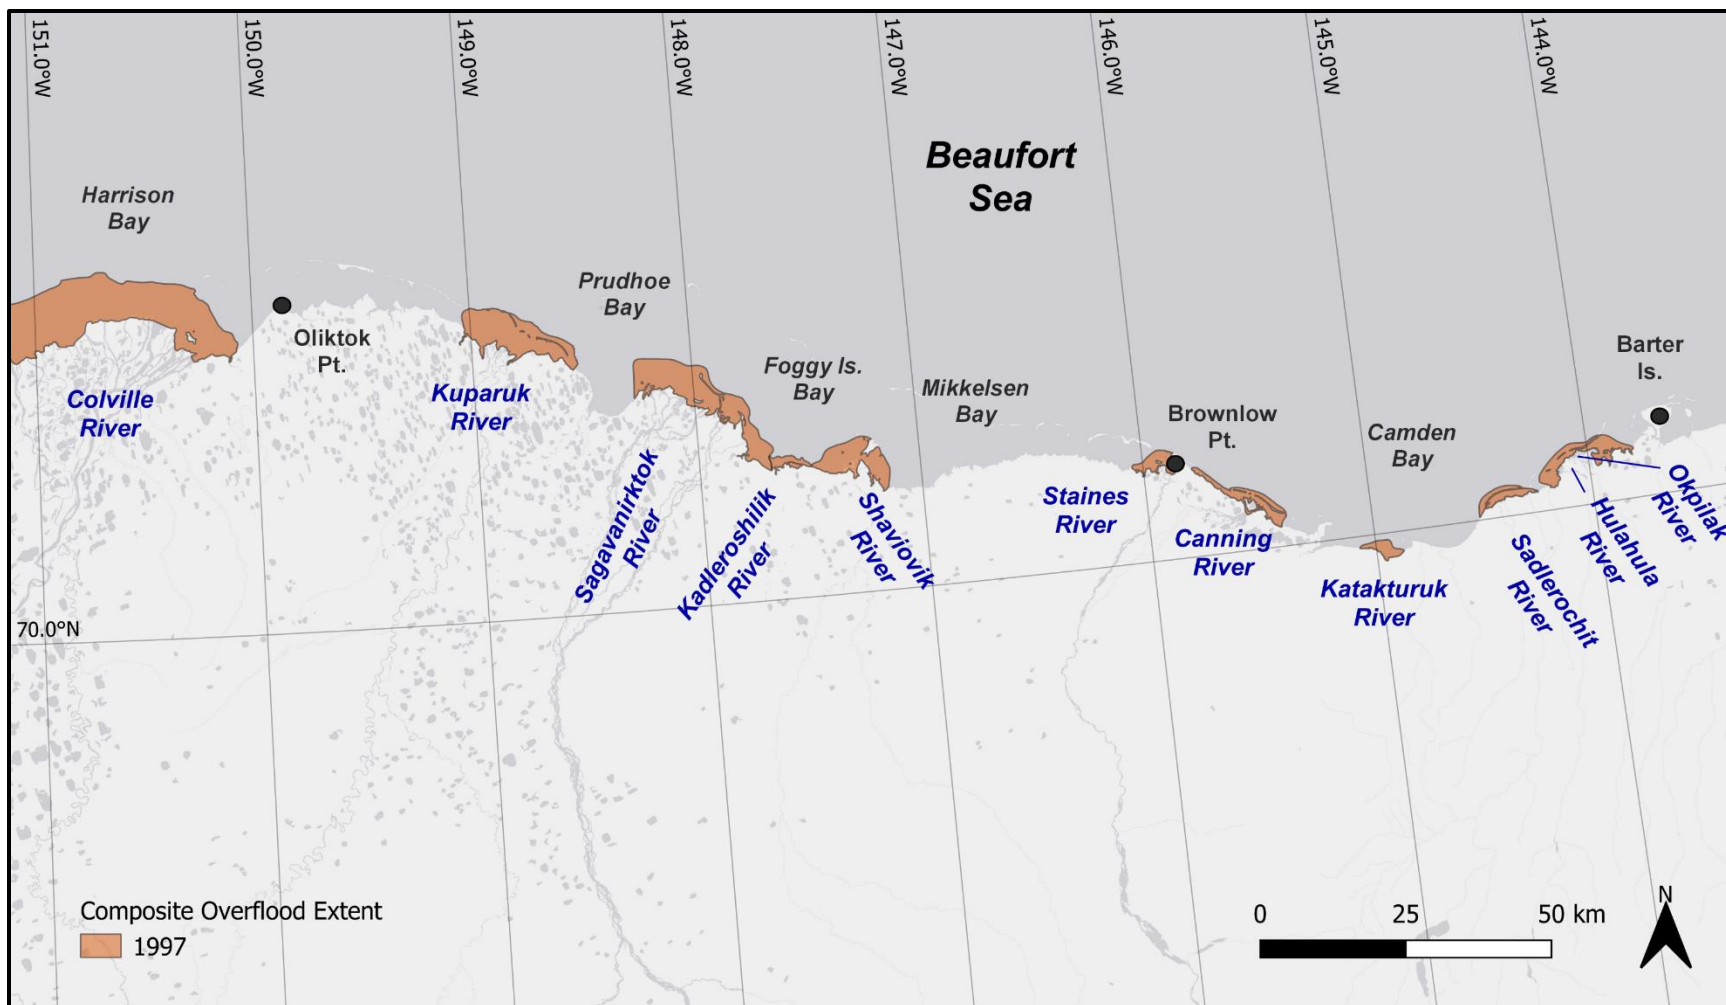 151.0°W
150.0°W
149.0°W
148.0°W
147.0°W
146.0°W
145.0°W
144.0°W
Beaufort
Sea
Harrison
Bay
Prudhoe
Bay
Oliktok
Pt.
Foggy Is.
Bay
Mikkelsen
Bay
Brownlow
Pt.
Camden
Bay
Barter
Is.
Colville
River
Kuparuk
River
Sagavanirktok
River
Kadleroshilik
River
Shaviovik
River
Staines
River
Canning
River
Katakturuk
River
Sadlerochit
River
Hulahula
River
Okpilak
River
70.0°N
Composite Overflood Extent
1997
0 25 50 km
N